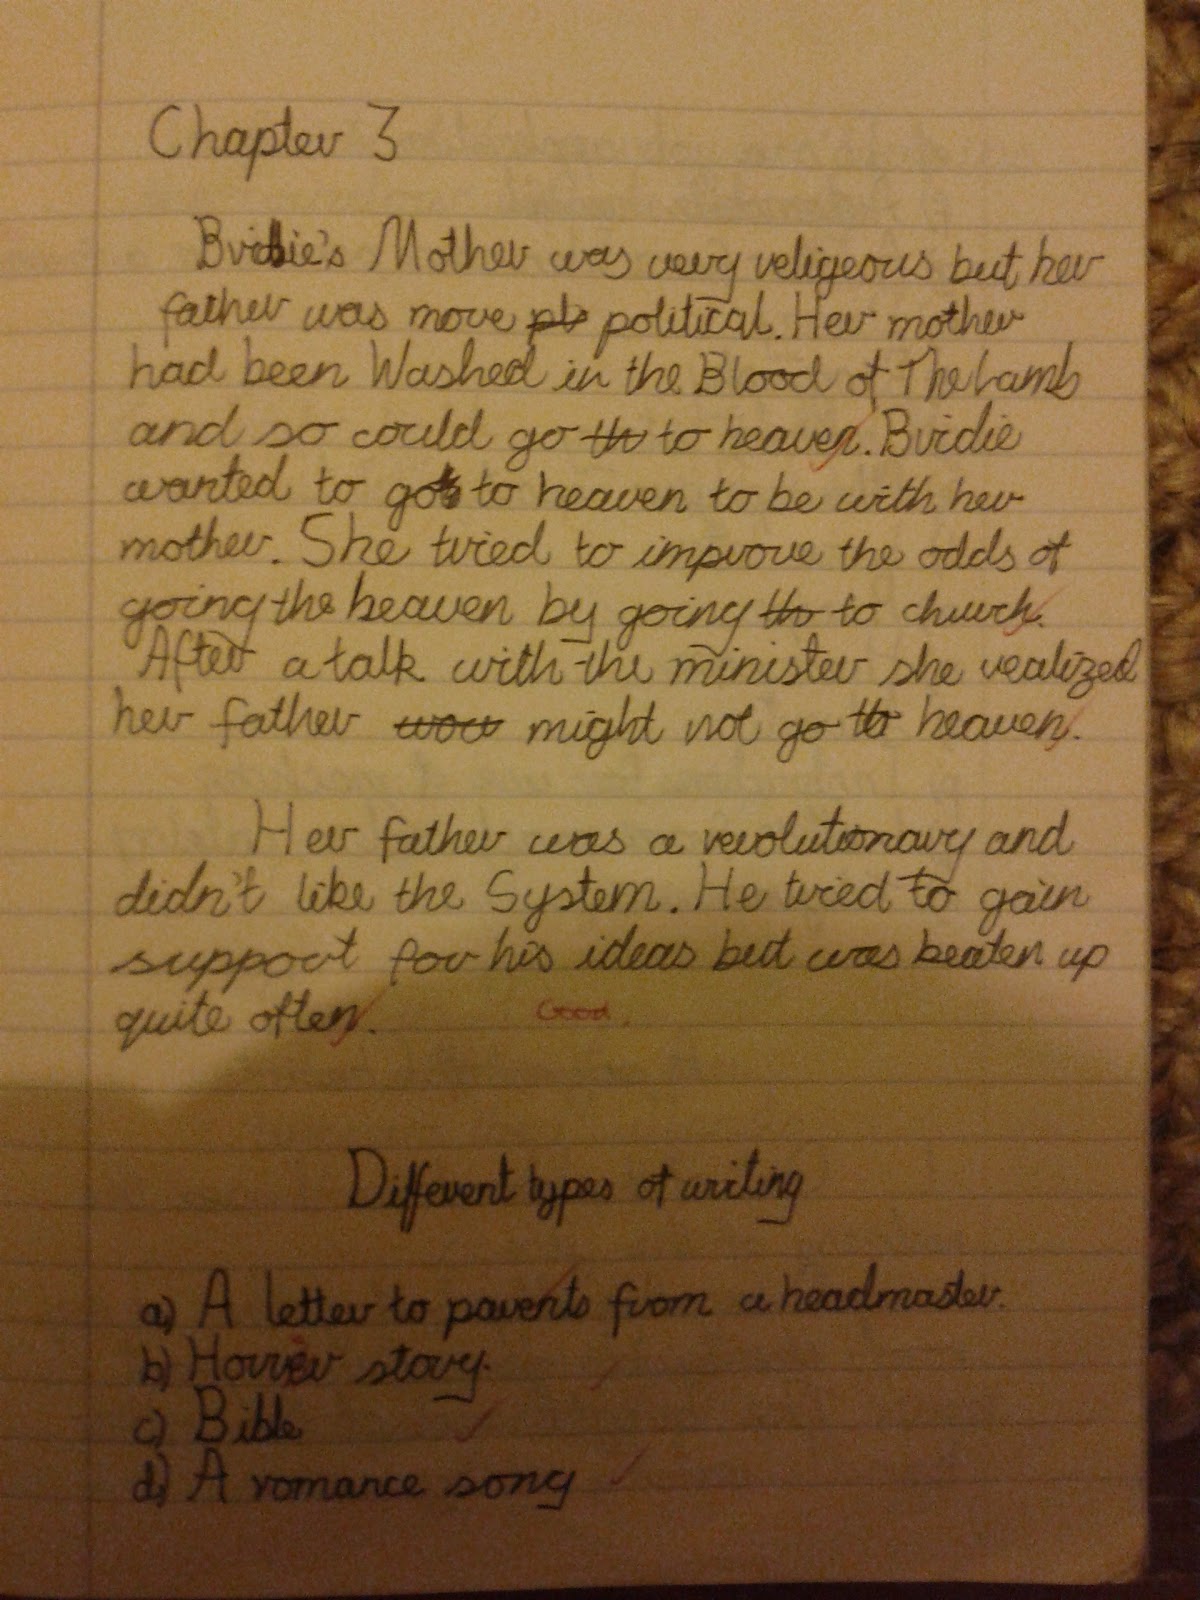 Chapter 3
Birdie's Mother was very religeous but her
father was more pl political. Her mother
had been Washed in the Blood of The Lamb
and so could go th to heaven. Birdie
wanted to go to heaven to be with her
mother. She tried to improve the odds of
going the heaven by going th to church.
After a talk with the minister she realized
her father wou might not go to heaven.
Her father was a revolutionary and
didn't like the System. He tried to gain
support for his ideas but was beaten up
quite often.
Good.
Different types of writing
a) A letter to parents from a headmaster.
b) Horror story.
c) Bible
d) A romance song